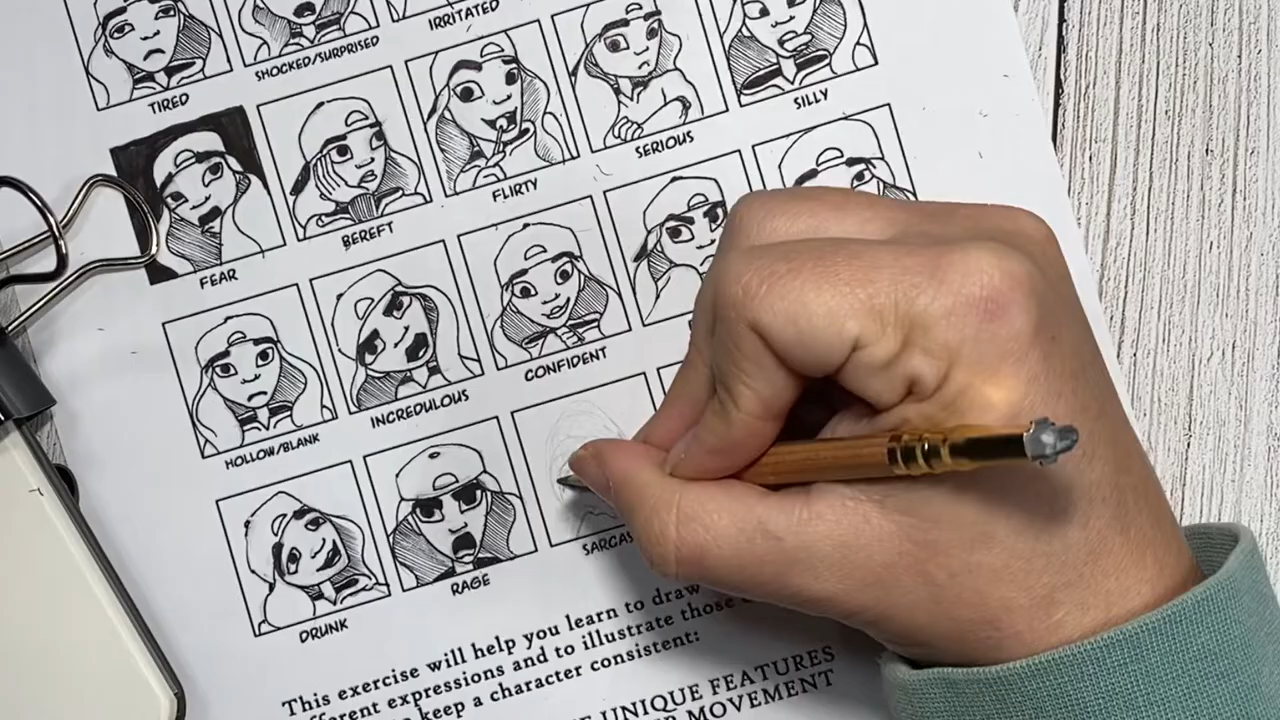 IRRITATED
SHOCKED/SURPRISED
TIRED
SILLY
SERIOUS
FLIRTY
BEREFT
FEAR
CONFIDENT
INCREDULOUS
HOLLOW/BLANK
RAGE
DRUNK
This exercise will help you learn to draw
expressions and to illustrate those
keep a character consistent:
UNIQUE FEATURES
MOVEMENT